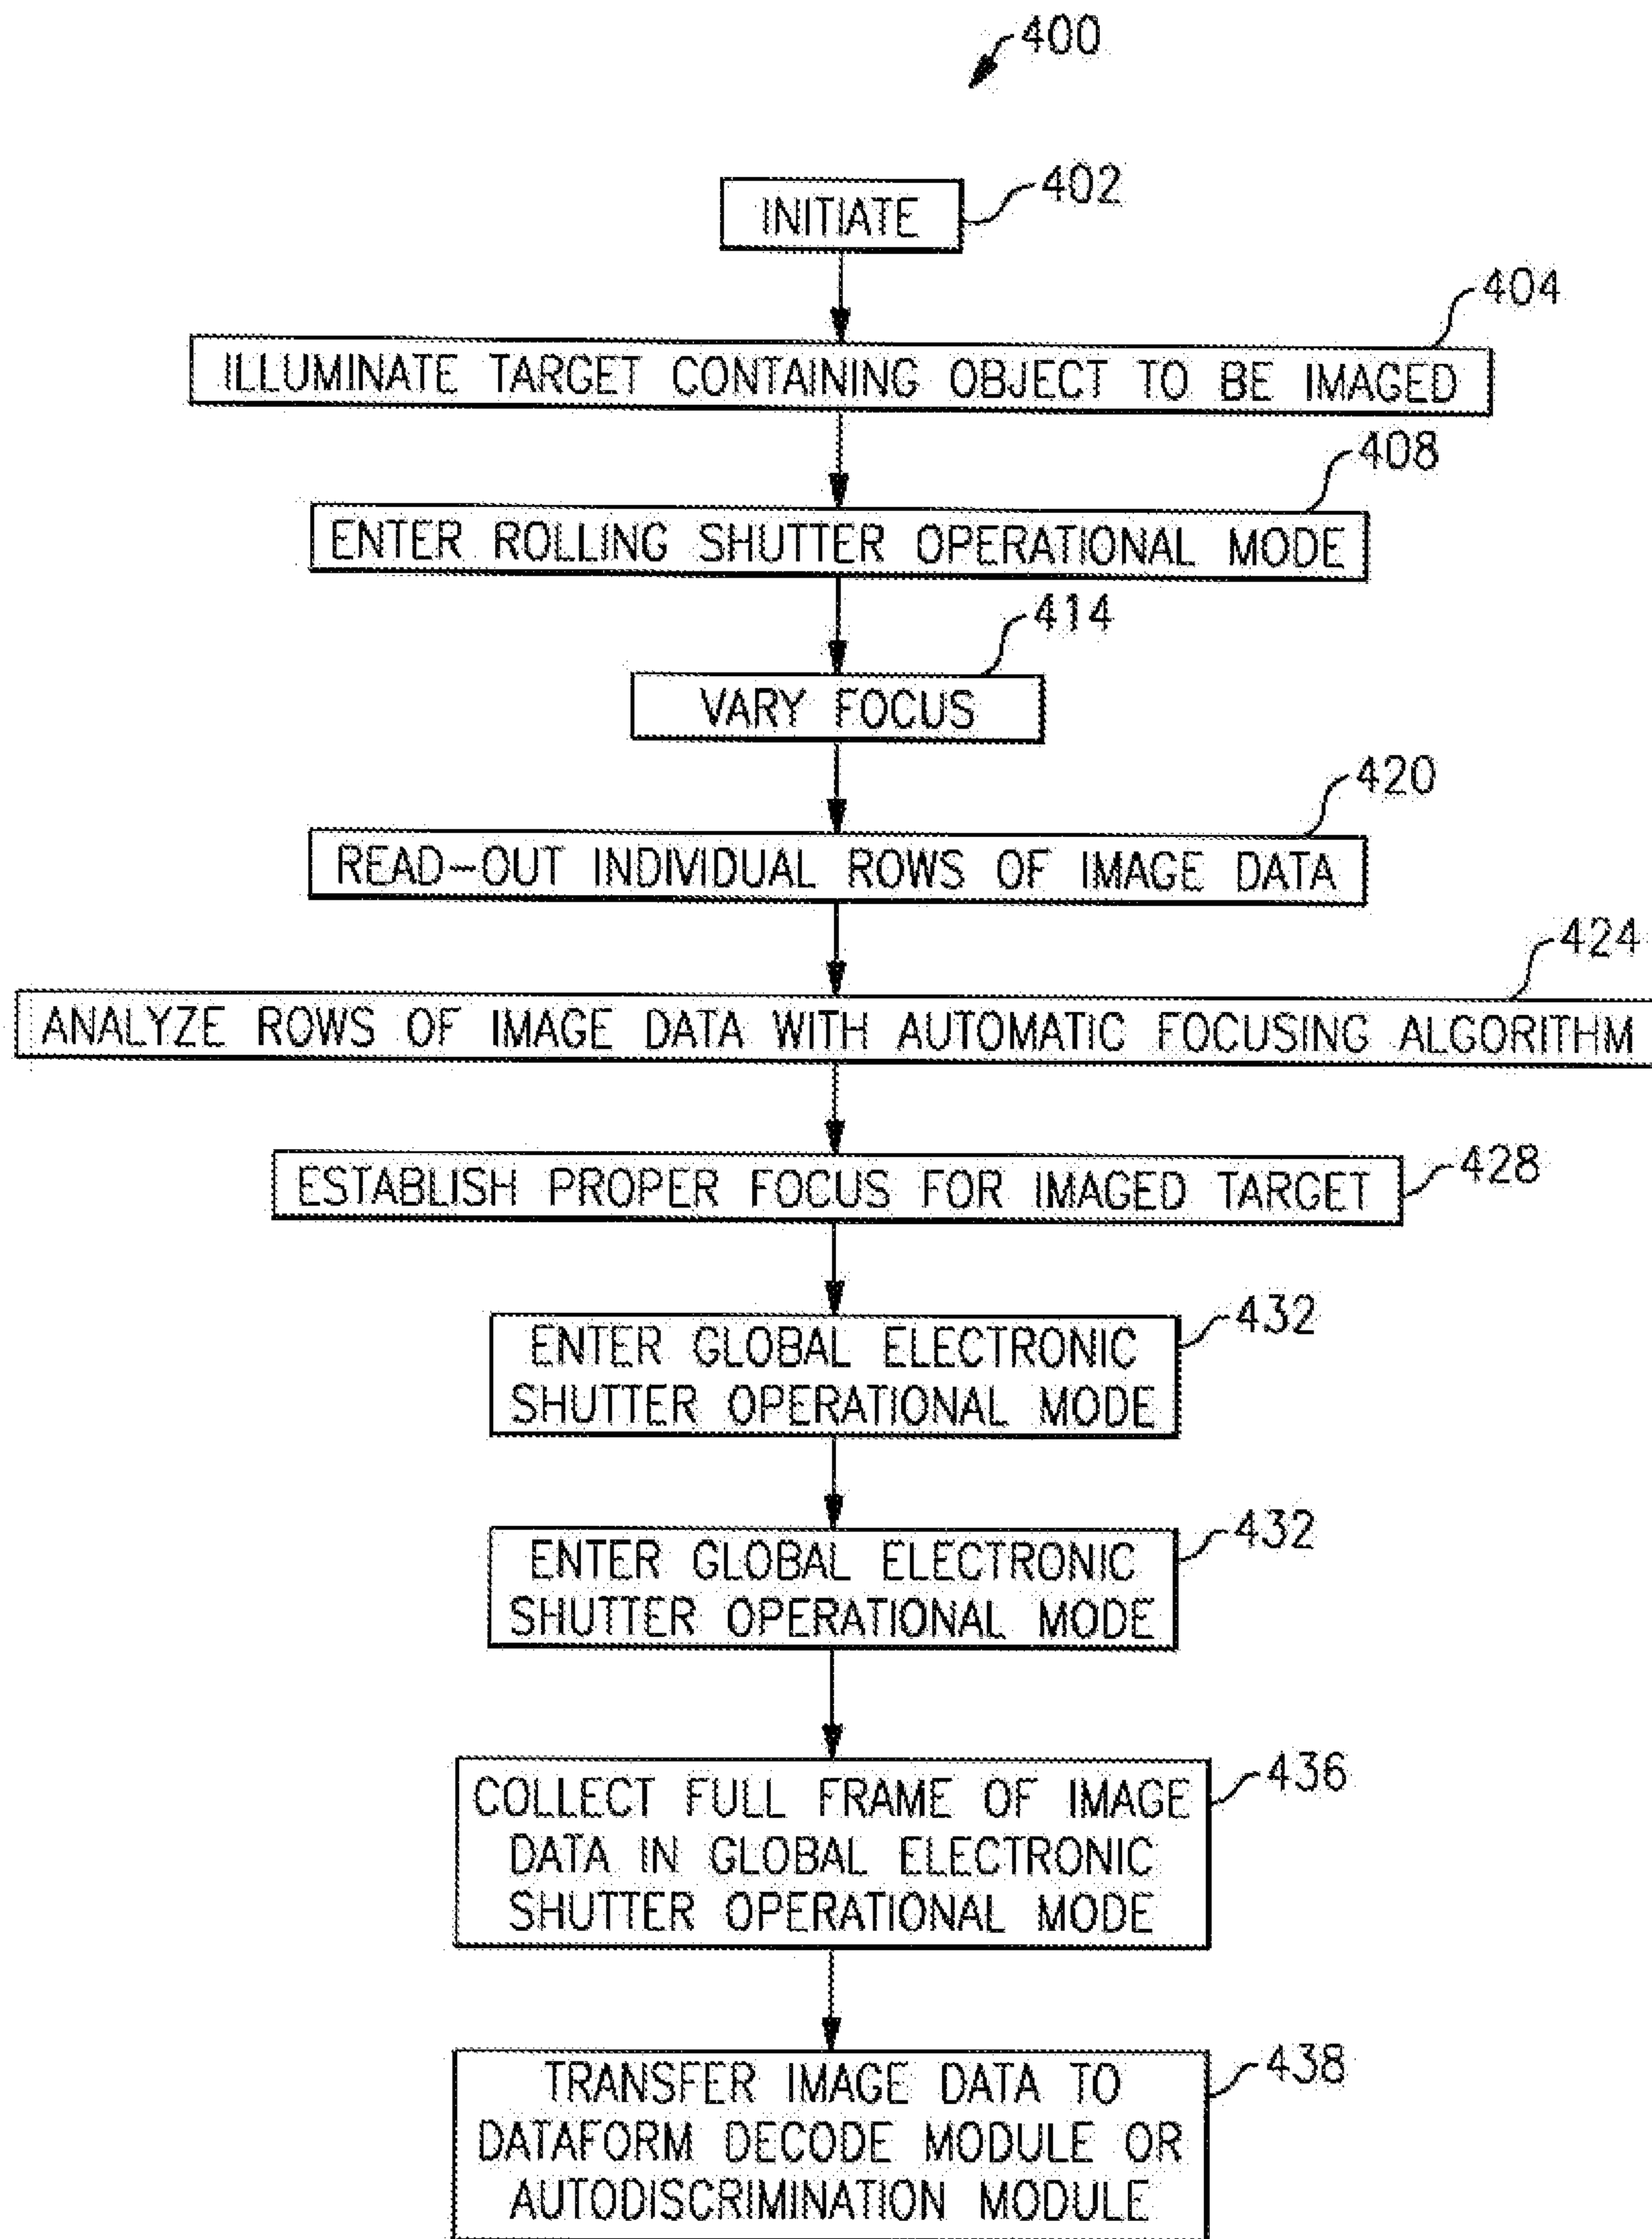 400
402
INITIATE
404
ILLUMINATE TARGET CONTAINING OBJECT TO BE IMAGED
408
ENTER ROLLING SHUTTER OPERATIONAL MODE
414
VARY FOCUS
420
READ-OUT INDIVIDUAL ROWS OF IMAGE DATA
424
ANALYZE ROWS OF IMAGE DATA WITH AUTOMATIC FOCUSING ALGORITHM
ESTABLISH PROPER FOCUS FOR IMAGED TARGET
428
ENTER GLOBAL ELECTRONIC
SHUTTER OPERATIONAL MODE
432
ENTER GLOBAL ELECTRONIC
SHUTTER OPERATIONAL MODE
432
COLLECT FULL FRAME OF IMAGE
DATA IN GLOBAL ELECTRONIC
SHUTTER OPERATIONAL MODE
436
TRANSFER IMAGE DATA TO
DATAFORM DECODE MODULE OR
AUTODISCRIMINATION MODULE
438